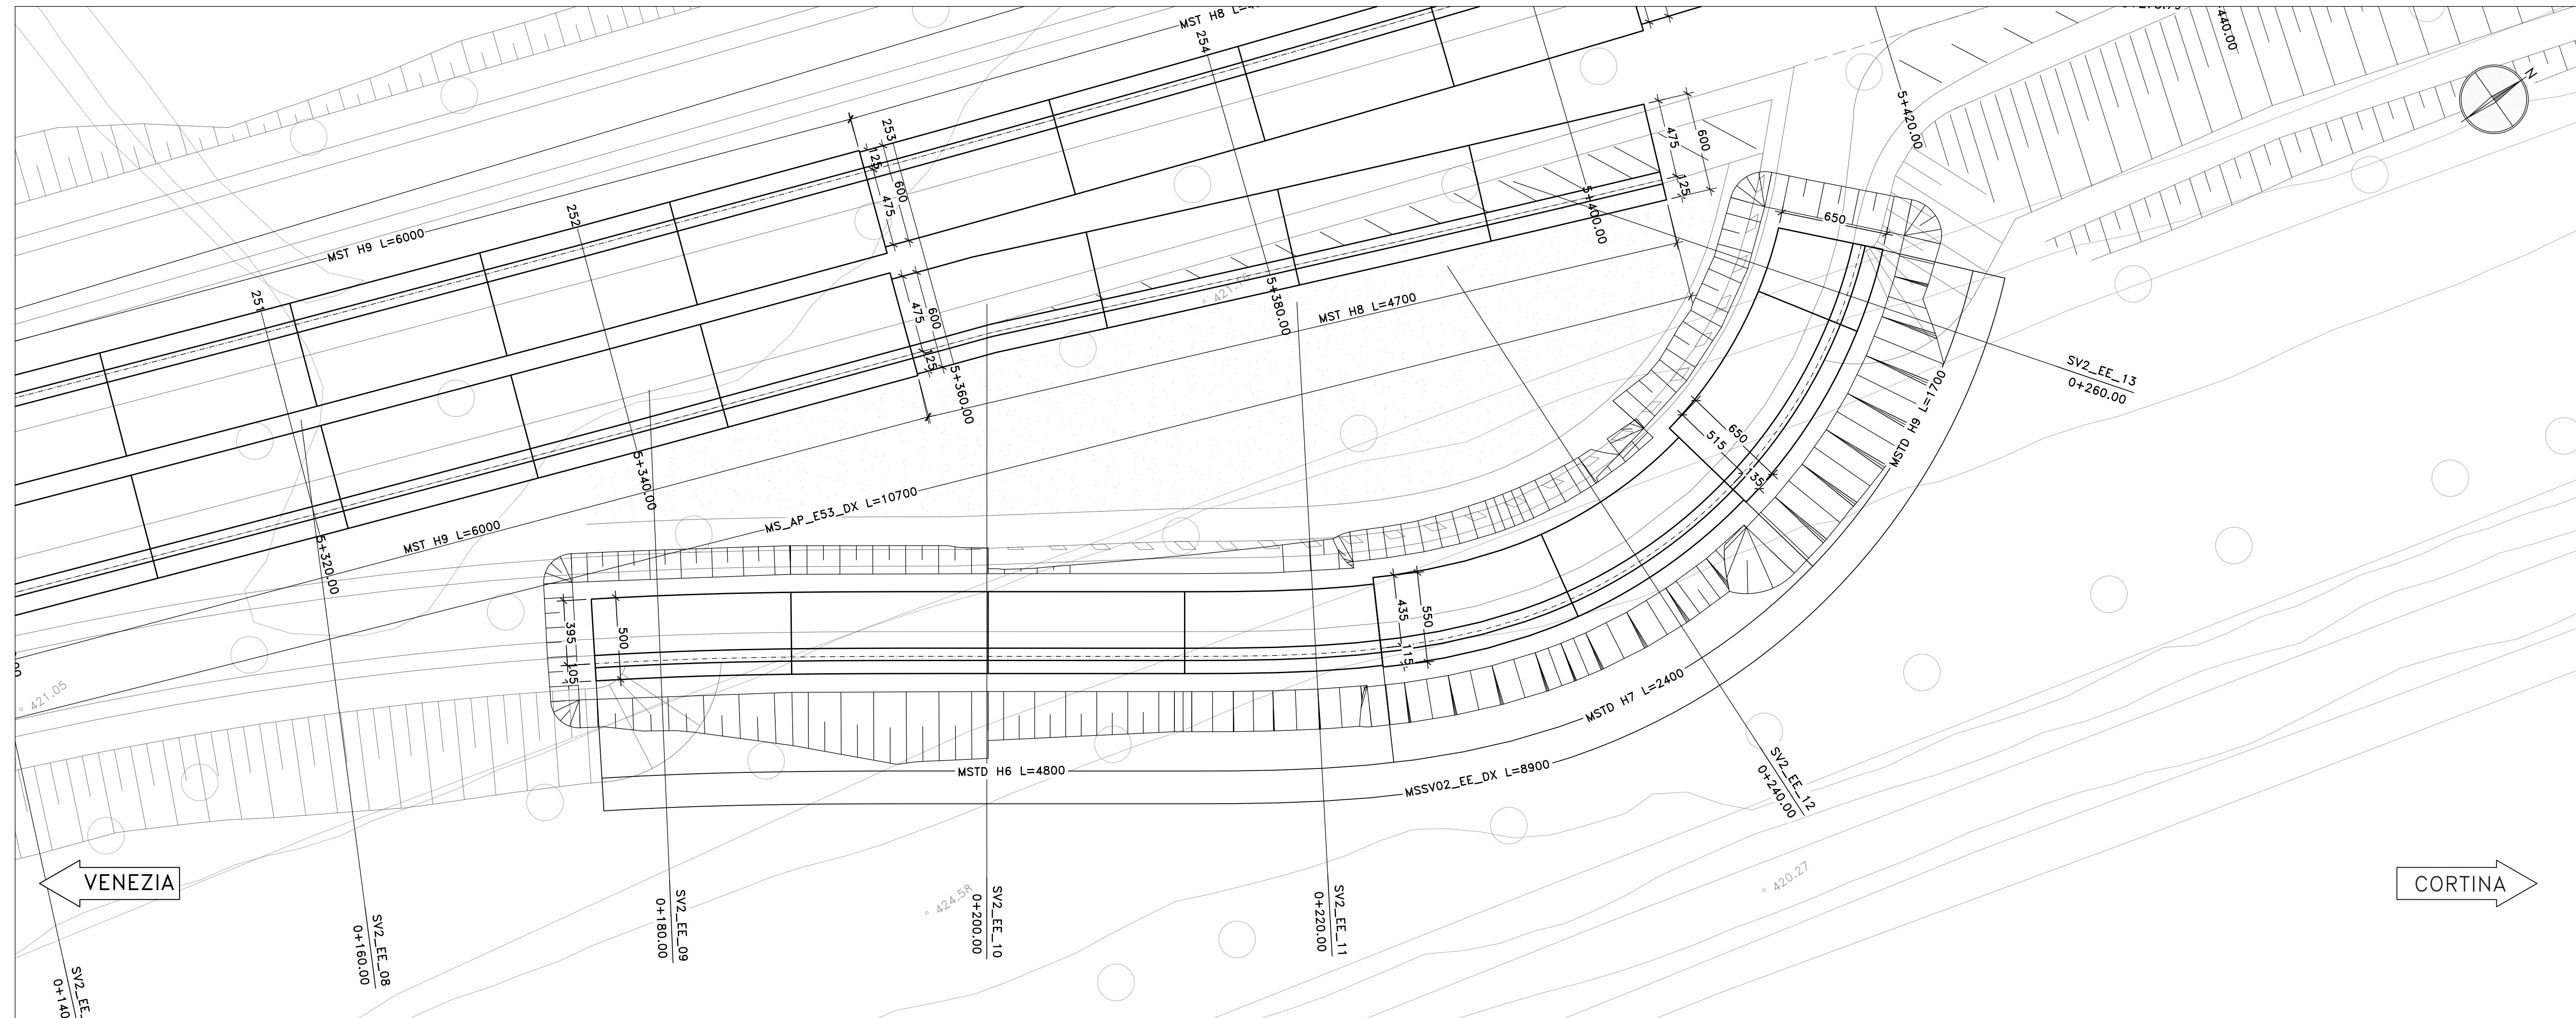 MST H8
254
5+420.00
N
253
125
600
475
475
600
125
252
MST H9 L=6000
251
475
600
125
5+360.00
5+380.00
5+400.00
MST H8 L=4700
650
SV2_EE_13
0+260.00
MSTD H9 L=1700
650
515
135
5+340.00
MS_AP_E53_DX L=10700
MST H9 L=6000
5+320.00
395
105
500
435
115
550
MSTD H7 L=2400
MSTD H6 L=4800
MSSV02_EE_DX L=8900
421.05
424.58
420.27
SV2_EE_12
0+240.00
VENEZIA
CORTINA
SV2_EE_11
0+220.00
SV2_EE_10
0+200.00
SV2_EE_09
0+180.00
SV2_EE_08
0+160.00
SV2_EE_
0+140
440.00